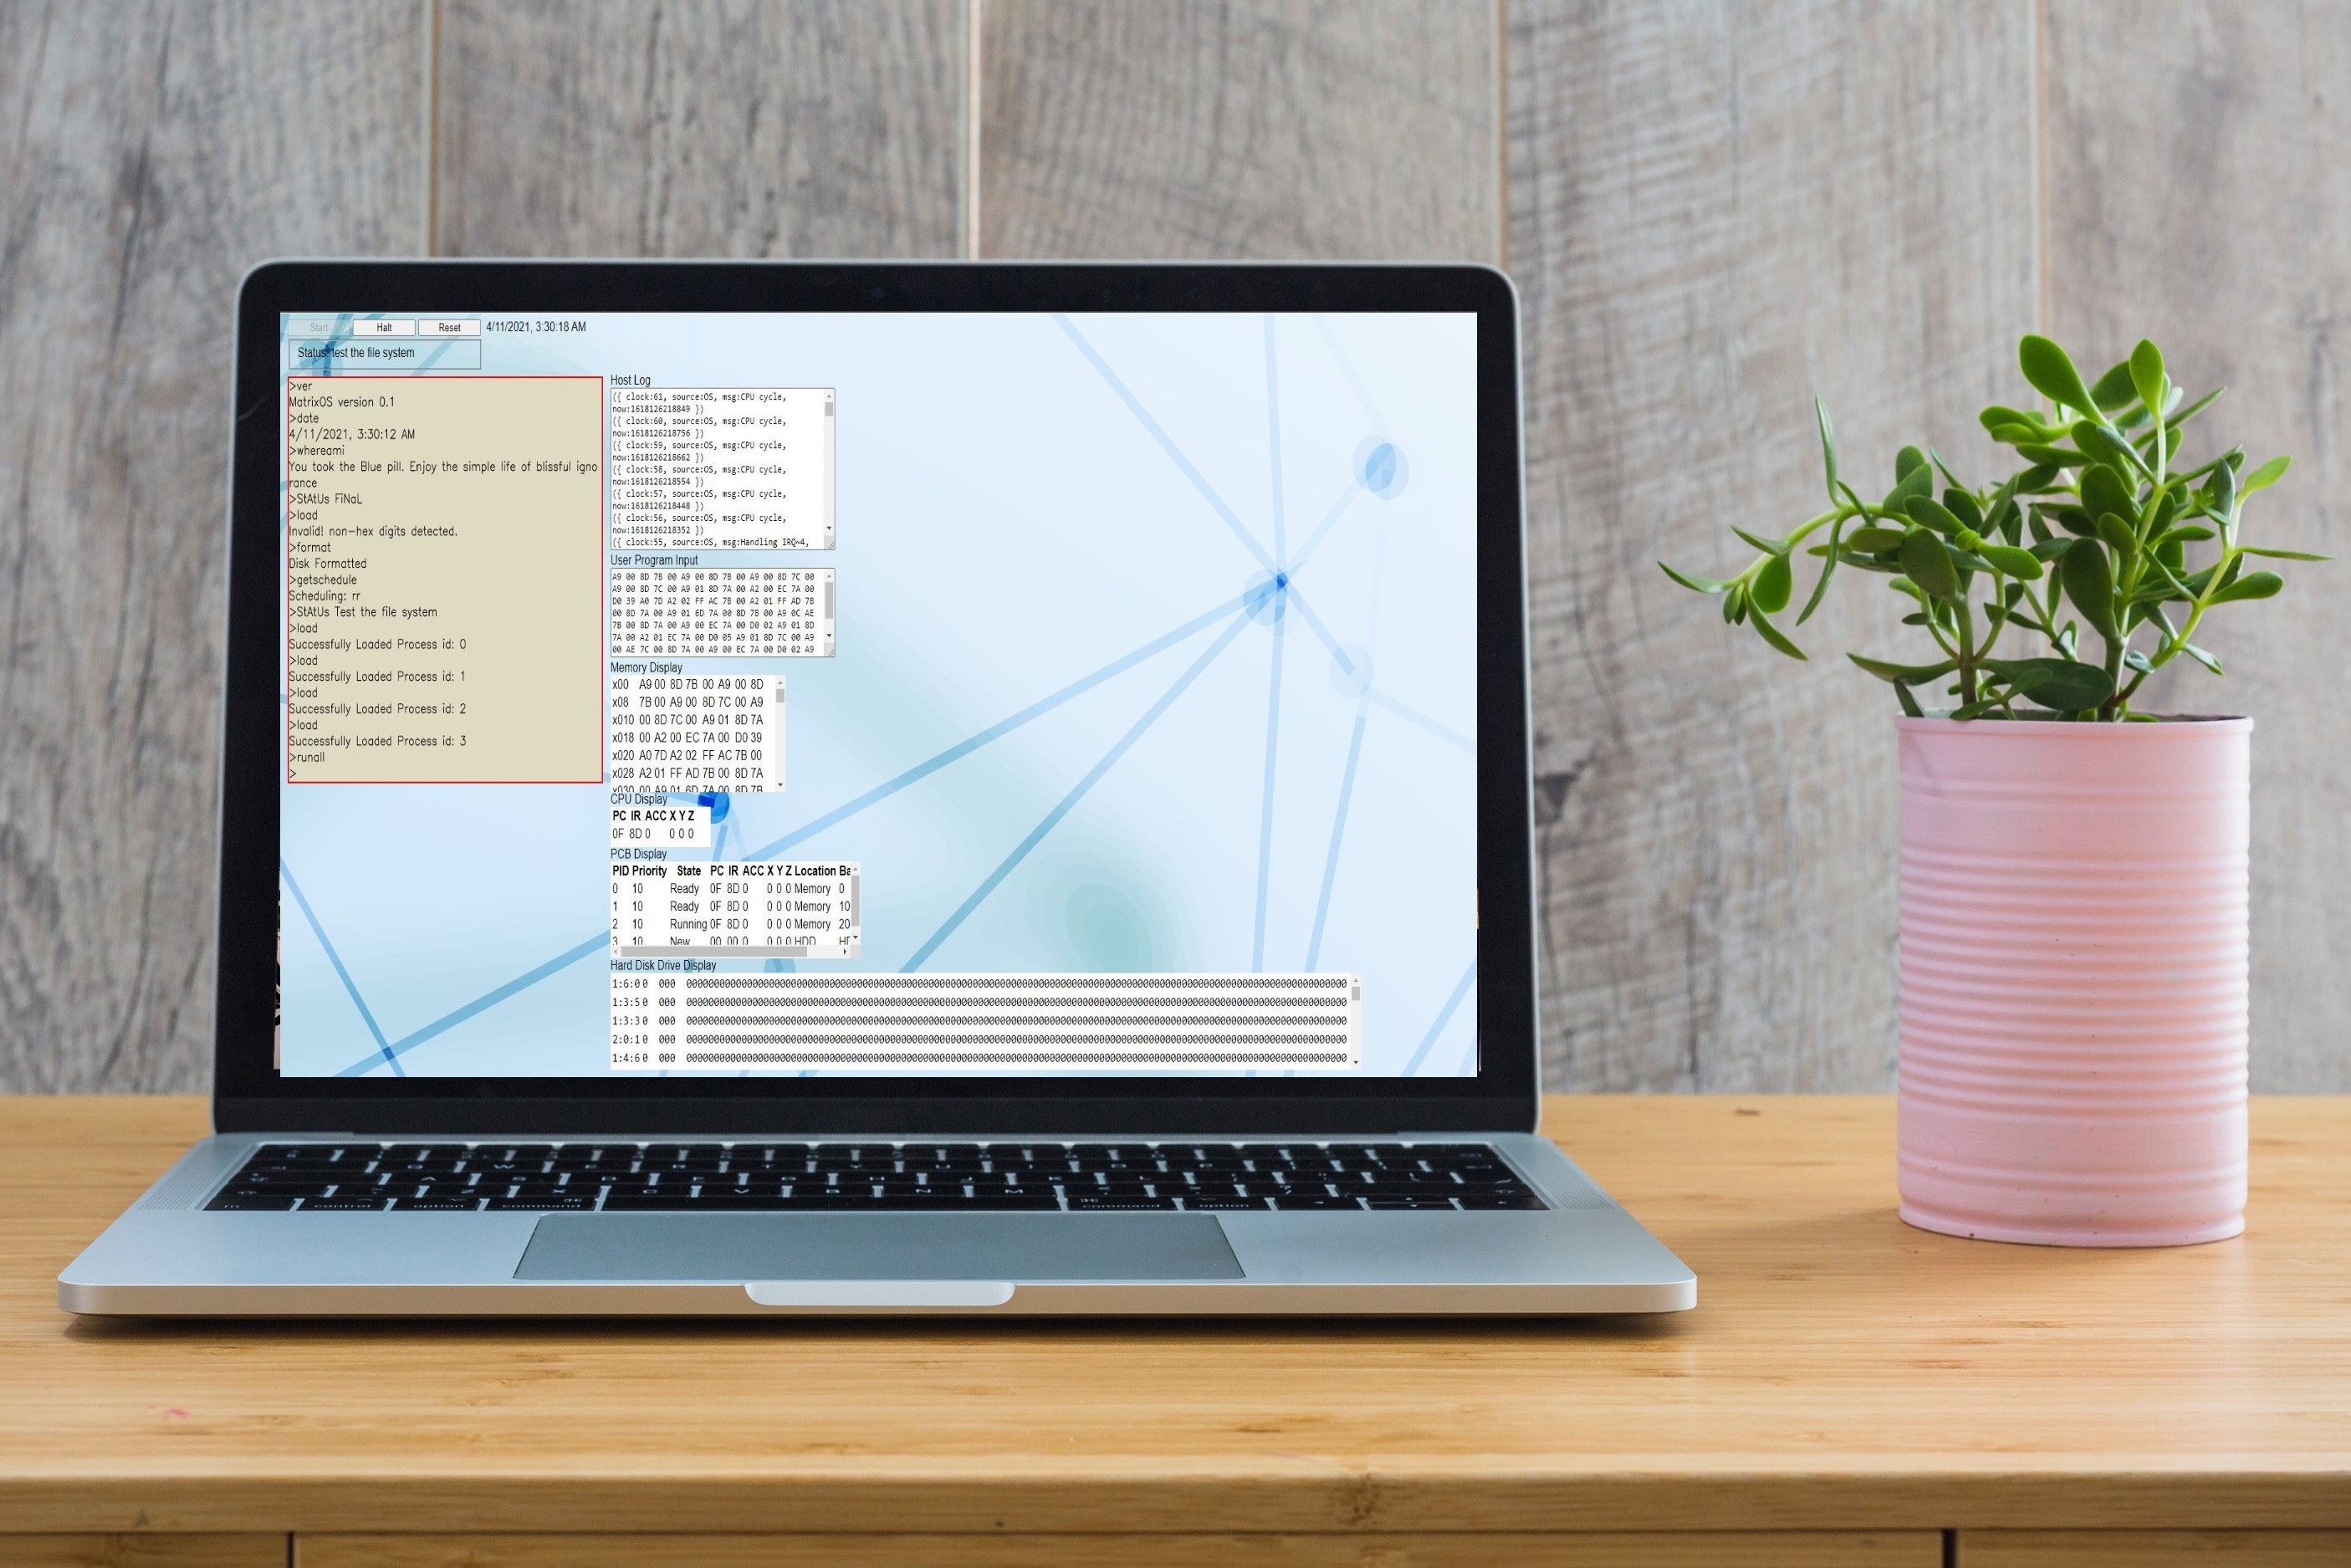 Start Halt Reset 4/11/2021, 3:30:18 AM
Status: test the file system
>ver
MatrixOS version 0.1
>date
4/11/2021, 3:30:12 AM
>whereami
You took the Blue pill. Enjoy the simple life of blissful igno
rance
>StAtUs FiNaL
>load
Invalid! non-hex digits detected.
>format
Disk Formatted
>getschedule
Scheduling: rr
>StAtUs Test the file system
>load
Successfully Loaded Process id: 0
>load
Successfully Loaded Process id: 1
>load
Successfully Loaded Process id: 2
>load
Successfully Loaded Process id: 3
>runall
>
Host Log
({ clock:61, source:OS, msg:CPU cycle,
now:1618126218849 })
({ clock:60, source:OS, msg:CPU cycle,
now:1618126218756 })
({ clock:59, source:OS, msg:CPU cycle,
now:1618126218662 })
({ clock:58, source:OS, msg:CPU cycle,
now:1618126218554 })
({ clock:57, source:OS, msg:CPU cycle,
now:1618126218448 })
({ clock:56, source:OS, msg:CPU cycle,
now:1618126218352 })
({ clock:55, source:OS, msg:Handling IRQ~4,
User Program Input
A9 00 8D 7B 00 A9 00 8D 7B 00 A9 00 8D 7C 00
A9 00 8D 7C 00 A9 01 8D 7A 00 A2 00 EC 7A 00
D0 39 A0 7D A2 02 FF AC 7B 00 A2 01 FF AD 7B
00 8D 7A 00 A9 01 6D 7A 00 8D 7B 00 A9 0C AE
7B 00 8D 7A 00 A9 00 EC 7A 00 D0 02 A9 01 8D
7A 00 A2 01 EC 7A 00 D0 05 A9 01 8D 7C 00 A9
00 AE 7C 00 8D 7A 00 A9 00 EC 7A 00 D0 02 A9
Memory Display
x00 A9 00 8D 7B 00 A9 00 8D
x08 7B 00 A9 00 8D 7C 00 A9
x010 00 8D 7C 00 A9 01 8D 7A
x018 00 A2 00 EC 7A 00 D0 39
x020 A0 7D A2 02 FF AC 7B 00
x028 A2 01 FF AD 7B 00 8D 7A
x030 00 A9 01 6D 7A 00 8D 7B
CPU Display
PC IR ACC X Y Z
0F 8D 0 0 0 0
PCB Display
PID Priority State PC IR ACC X Y Z Location Ba
0 10 Ready 0F 8D 0 0 0 0 Memory 0
1 10 Ready 0F 8D 0 0 0 0 Memory 10
2 10 Running 0F 8D 0 0 0 0 Memory 20
3 10 New 00 00 0 0 0 0 HDD
Hard Disk Drive Display
1:6:0 0 000
1:3:5 0 000
1:3:3 0 000
2:0:1 0 000
1:4:6 0 000
fn control option command command option